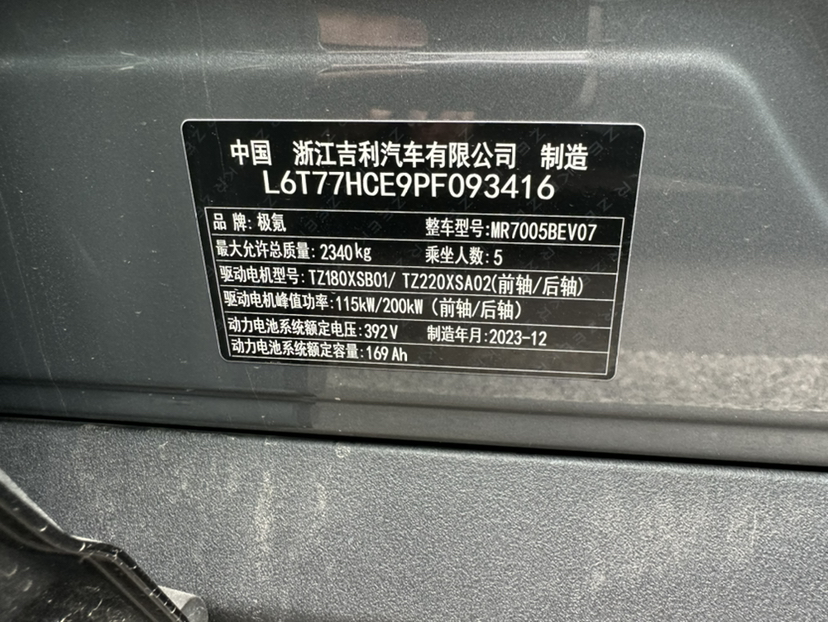 中国 浙江吉利汽车有限公司 制造
L6T77HCE9PF093416
品牌:极氪 整车型号:MR7005BEV07
最大允许总质量:2340kg 乘坐人数:5
驱动电机型号:TZ180XSB01/ TZ220XSA02(前轴/后轴)
驱动电机峰值功率:115kW/200kW (前轴/后轴)
动力电池系统额定电压:392V 制造年月:2023-12
动力电池系统额定容量:169Ah